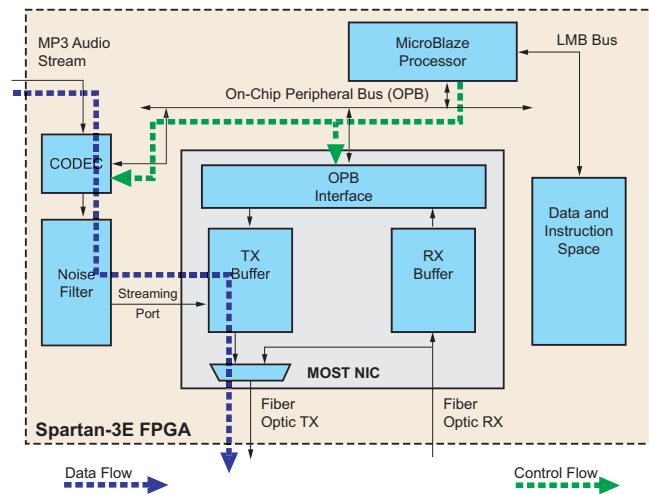 MP3 Audio
Stream
MicroBlaze
Processor
LMB Bus
On-Chip Peripheral Bus (OPB)
CODEC
OPB
Interface
Data and
Instruction
Space
Noise
Filter
Streaming
Port
TX
Buffer
RX
Buffer
MOST NIC
Fiber
Optic TX
Fiber
Optic RX
Spartan-3E FPGA
Data Flow
Control Flow